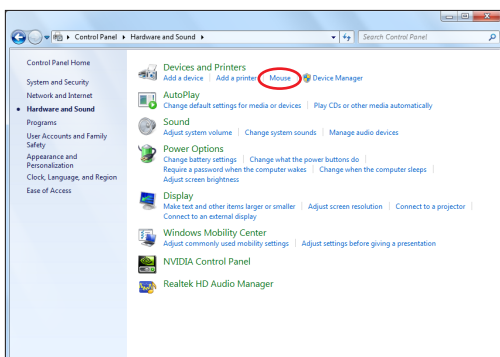 Control Panel Hardware and Sound Search Control Panel
Control Panel Home
System and Security
Network and Internet
Hardware and Sound
Programs
User Accounts and Family
Safety
Appearance and
Personalization
Clock, Language, and Region
Ease of Access
Devices and Printers
Add a device Add a printer Mouse Device Manager
AutoPlay
Change default settings for media or devices Play CDs or other media automatically
Sound
Adjust system volume Change system sounds Manage audio devices
Power Options
Change battery settings Change what the power buttons do
Require a password when the computer wakes Change when the computer sleeps
Adjust screen brightness
Display
Make text and other items larger or smaller Adjust screen resolution Connect to a projector
Connect to an external display
Windows Mobility Center
Adjust commonly used mobility settings Adjust settings before giving a presentation
NVIDIA Control Panel
Realtek HD Audio Manager